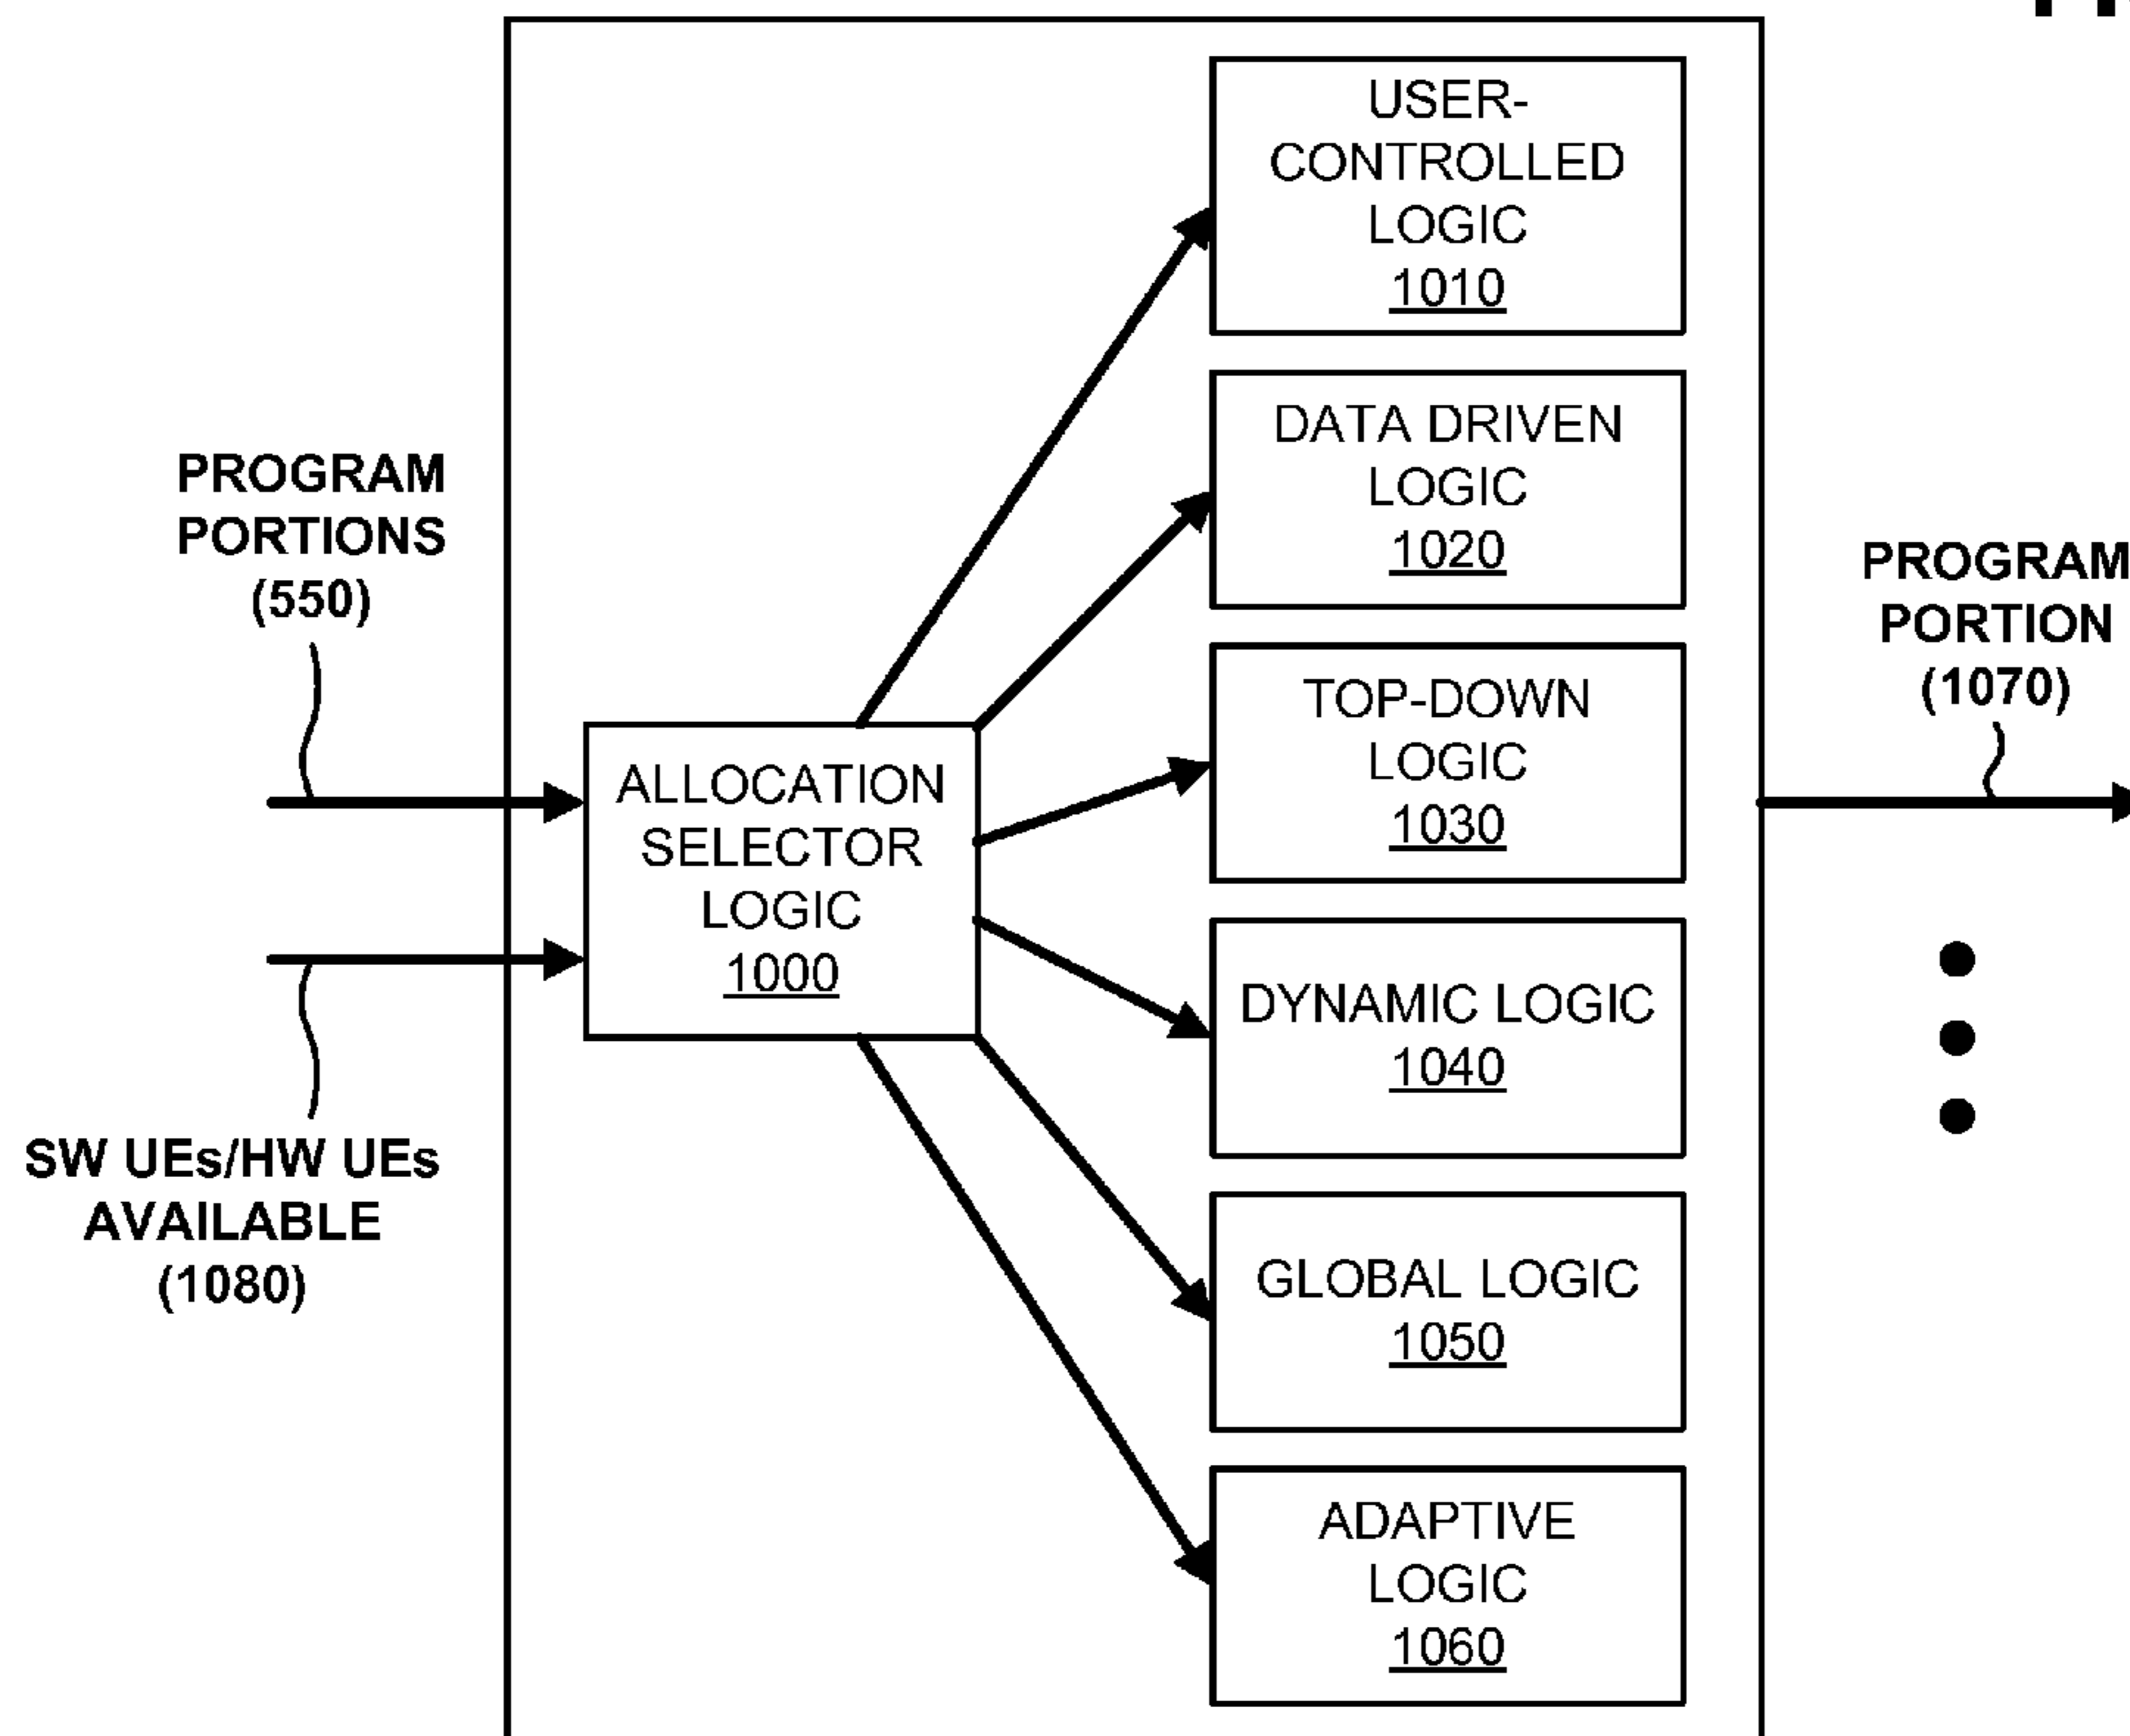 PROGRAM
PORTIONS
(550)
SW UEs/HW UEs
AVAILABLE
(1080)
ALLOCATION
SELECTOR
LOGIC
1000
USER-
CONTROLLED
LOGIC
1010
DATA DRIVEN
LOGIC
1020
TOP-DOWN
LOGIC
1030
DYNAMIC LOGIC
1040
GLOBAL LOGIC
1050
ADAPTIVE
LOGIC
1060
PROGRAM
PORTION
(1070)